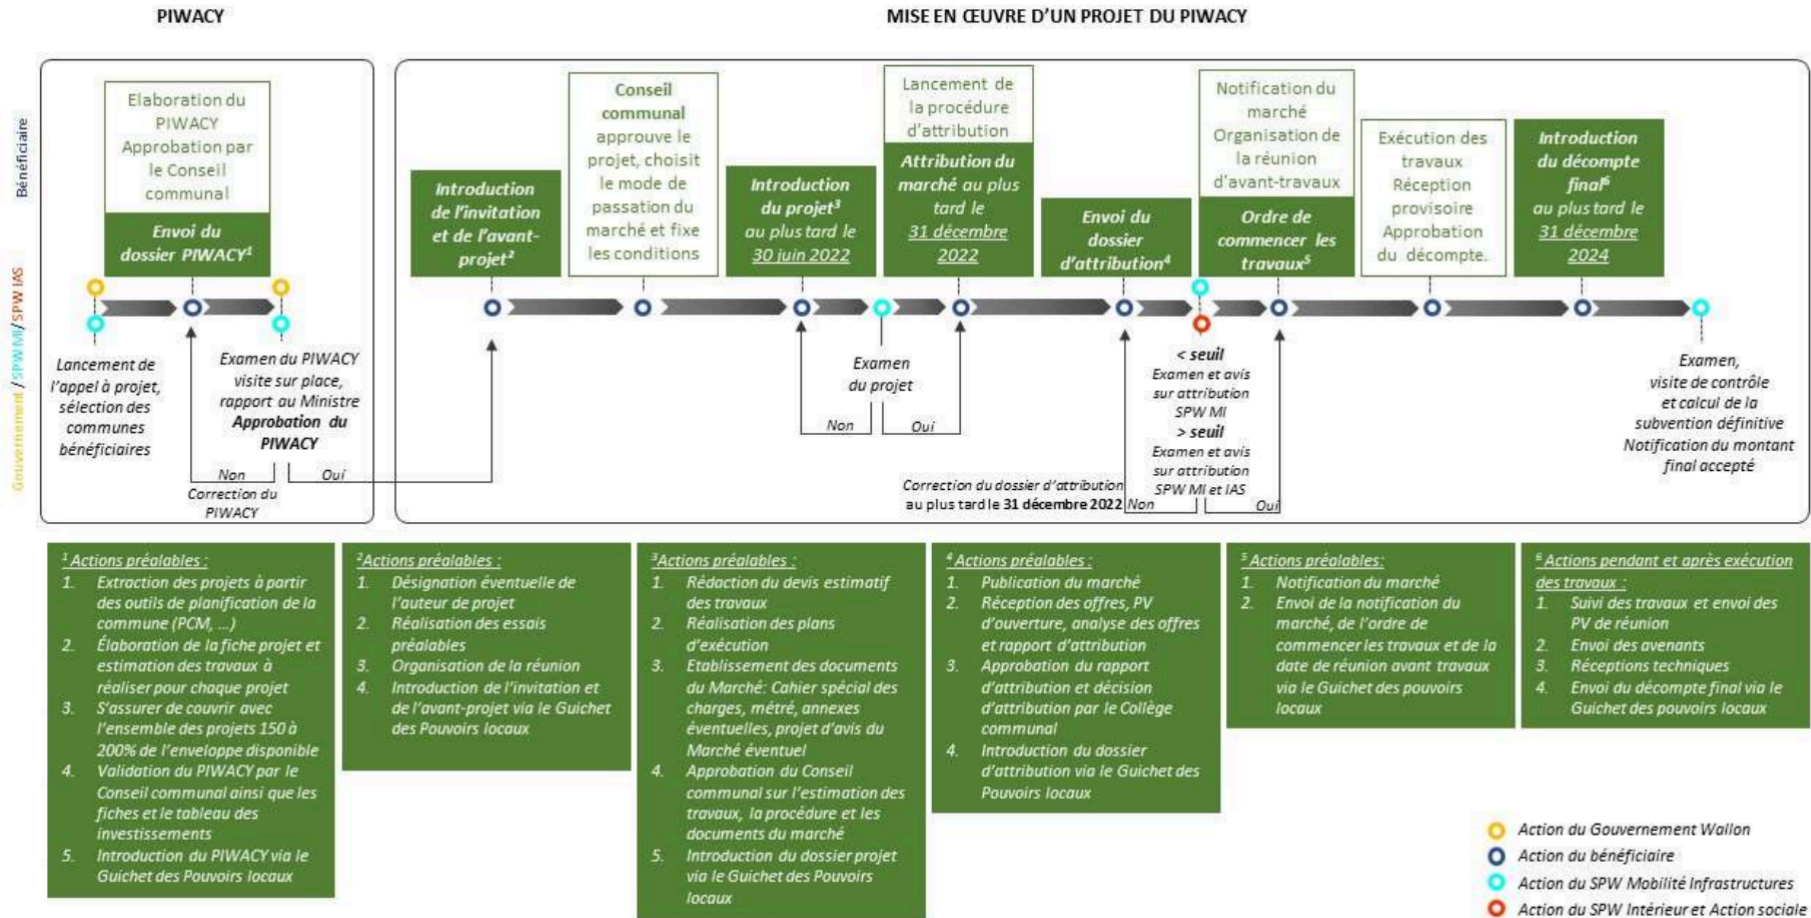 PIWACY
MISE EN ŒUVRE D’UN PROJET DU PIWACY
Bénéficiaire
Gouvernement / SPW MI/ SPW IAS
Elaboration du
PIWACY
Approbation par
le Conseil
communal
Envoi du
dossier PIWACY¹
Lancement de
l’appel à projet,
sélection des
communes
bénéficiaires
Examen du PIWACY
visite sur place,
rapport au Ministre
Approbation du
PIWACY
Non
Oui
Correction du
PIWACY
Introduction
de l’invitation
et de l’avant-
projet²
Conseil
communal
approuve le
projet, choisit
le mode de
passation du
marché et fixe
les conditions
Introduction
du projet³
au plus tard le
30 juin 2022
Lancement de
la procédure
d’attribution
Attribution du
marché au plus
tard le
31 décembre
2022
Envoi du
dossier
d’attribution⁴
Notification du
marché
Organisation de
la réunion
d’avant-travaux
Ordre de
commencer les
travaux⁵
Exécution des
travaux
Réception
provisoire
Approbation
du décompte.
Introduction
du décompte
final⁶
au plus tard le
31 décembre
2024
Examen
du projet
Non
Oui
< seuil
Examen et avis
sur attribution
SPW MI
> seuil
Examen et avis
sur attribution
SPW MI et IAS
Correction du dossier d’attribution
au plus tard le 31 décembre 2022
Non
Oui
Examen,
visite de contrôle
et calcul de la
subvention définitive
Notification du montant
final accepté
¹ Actions préalables :
1. Extraction des projets à partir
des outils de planification de la
commune (PCM, ...)
2. Élaboration de la fiche projet et
estimation des travaux à
réaliser pour chaque projet
3. S’assurer de couvrir avec
l’ensemble des projets 150 à
200% de l’enveloppe disponible
4. Validation du PIWACY par le
Conseil communal ainsi que les
fiches et le tableau des
investissements
5. Introduction du PIWACY via le
Guichet des Pouvoirs locaux
²Actions préalables :
1. Désignation éventuelle de
l’auteur de projet
2. Réalisation des essais
préalables
3. Organisation de la réunion
4. Introduction de l’invitation et
de l’avant-projet via le Guichet
des Pouvoirs locaux
³Actions préalables :
1. Rédaction du devis estimatif
des travaux
2. Réalisation des plans
d’exécution
3. Etablissement des documents
du Marché: Cahier spécial des
charges, métré, annexes
éventuelles, projet d’avis du
Marché éventuel
4. Approbation du Conseil
communal sur l’estimation des
travaux, la procédure et les
documents du marché
5. Introduction du dossier projet
via le Guichet des Pouvoirs
locaux
⁴ Actions préalables :
1. Publication du marché
2. Réception des offres, PV
d’ouverture, analyse des offres
et rapport d’attribution
3. Approbation du rapport
d’attribution et décision
d’attribution par le Collège
communal
4. Introduction du dossier
d’attribution via le Guichet des
Pouvoirs locaux
⁵ Actions préalables:
1. Notification du marché
2. Envoi de la notification du
marché, de l’ordre de
commencer les travaux et de la
date de réunion avant travaux
via le Guichet des pouvoirs
locaux
⁶ Actions pendant et après exécution
des travaux :
1. Suivi des travaux et envoi des
PV de réunion
2. Envoi des avenants
3. Réceptions techniques
4. Envoi du décompte final via le
Guichet des pouvoirs locaux
Action du Gouvernement Wallon
Action du bénéficiaire
Action du SPW Mobilité Infrastructures
Action du SPW Intérieur et Action sociale